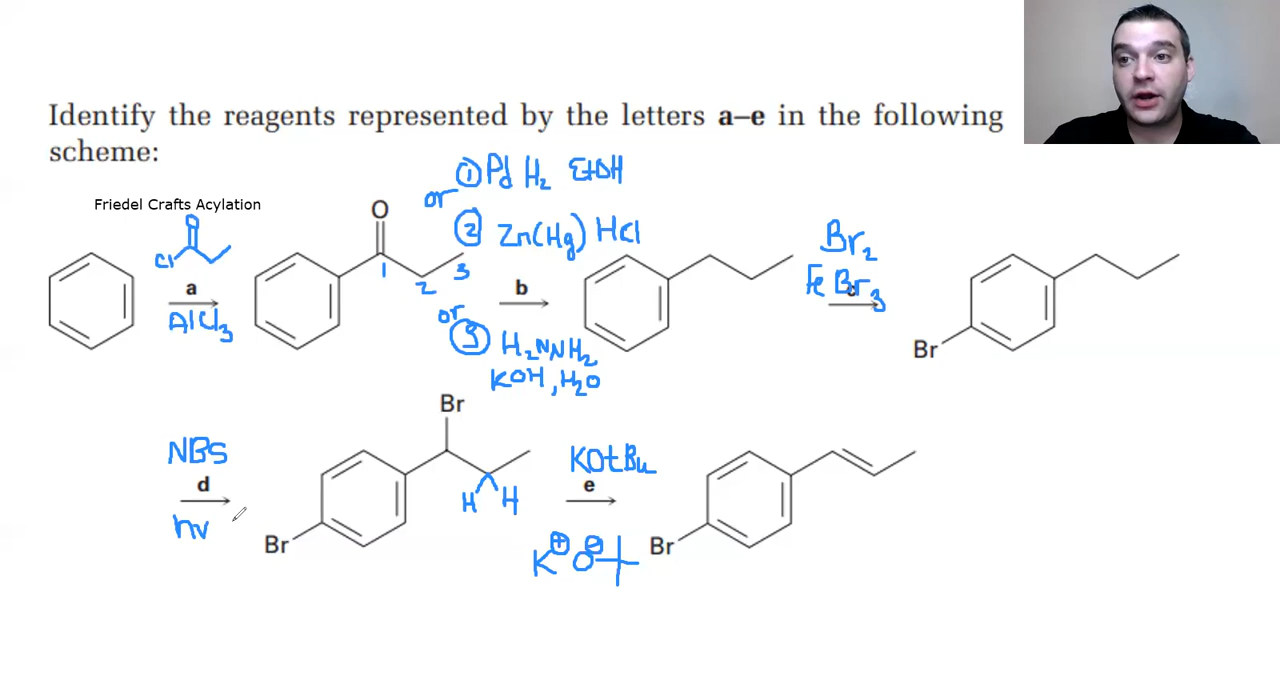 Identify the reagents represented by the letters a–e in the following
scheme:
Friedel Crafts Acylation
O
Cl
a
AlCl3
O
1
2
3
or
① Pd H2 EtOH
② Zn(Hg) HCl
b
or
③ H2NNH2
KOH, H2O
Br2
FeBr3
c
Br
NBS
d
hν
Br
H H
Br
KOtBu
e
K⊕ O⊖
Br